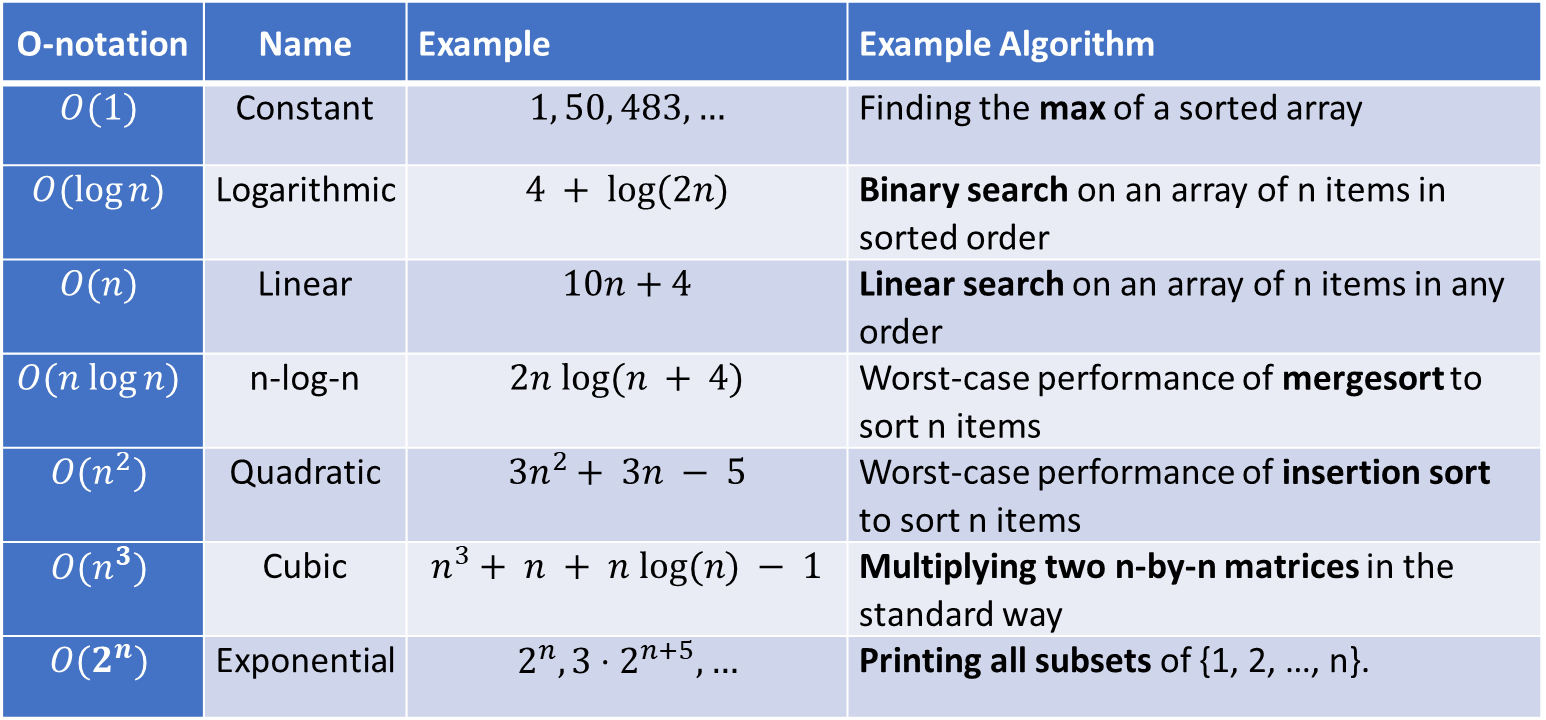 O-notation Name Example Example Algorithm
O(1) Constant 1, 50, 483, … Finding the max of a sorted array
O(log n) Logarithmic 4 + log(2n) Binary search on an array of n items in
sorted order
O(n) Linear 10n + 4 Linear search on an array of n items in any
order
O(n log n) n-log-n 2n log(n + 4) Worst-case performance of mergesort to
sort n items
O(n²) Quadratic 3n² + 3n − 5 Worst-case performance of insertion sort
to sort n items
O(n³) Cubic n³ + n + n log(n) − 1 Multiplying two n-by-n matrices in the
standard way
O(2ⁿ) Exponential 2ⁿ, 3 · 2ⁿ⁺⁵, … Printing all subsets of {1, 2, …, n}.